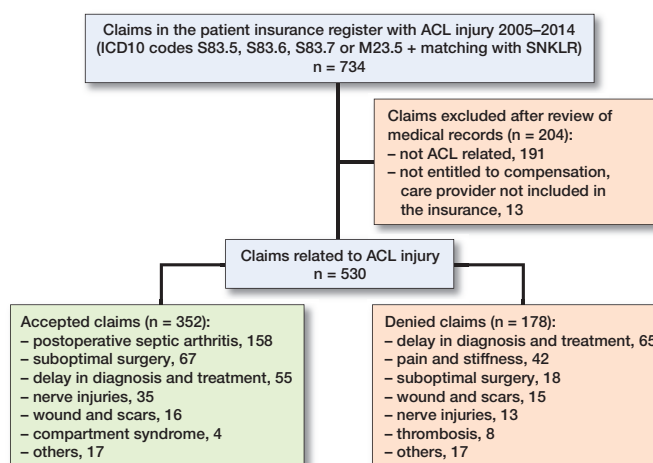 Claims in the patient insurance register with ACL injury 2005–2014
(ICD10 codes S83.5, S83.6, S83.7 or M23.5 + matching with SNKLR)
n = 734
Claims excluded after review of
medical records (n = 204):
– not ACL related, 191
– not entitled to compensation,
care provider not included in
the insurance, 13
Claims related to ACL injury
n = 530
Accepted claims (n = 352):
– postoperative septic arthritis, 158
– suboptimal surgery, 67
– delay in diagnosis and treatment, 55
– nerve injuries, 35
– wound and scars, 16
– compartment syndrome, 4
– others, 17
Denied claims (n = 178):
– delay in diagnosis and treatment, 65
– pain and stiffness, 42
– suboptimal surgery, 18
– wound and scars, 15
– nerve injuries, 13
– thrombosis, 8
– others, 17